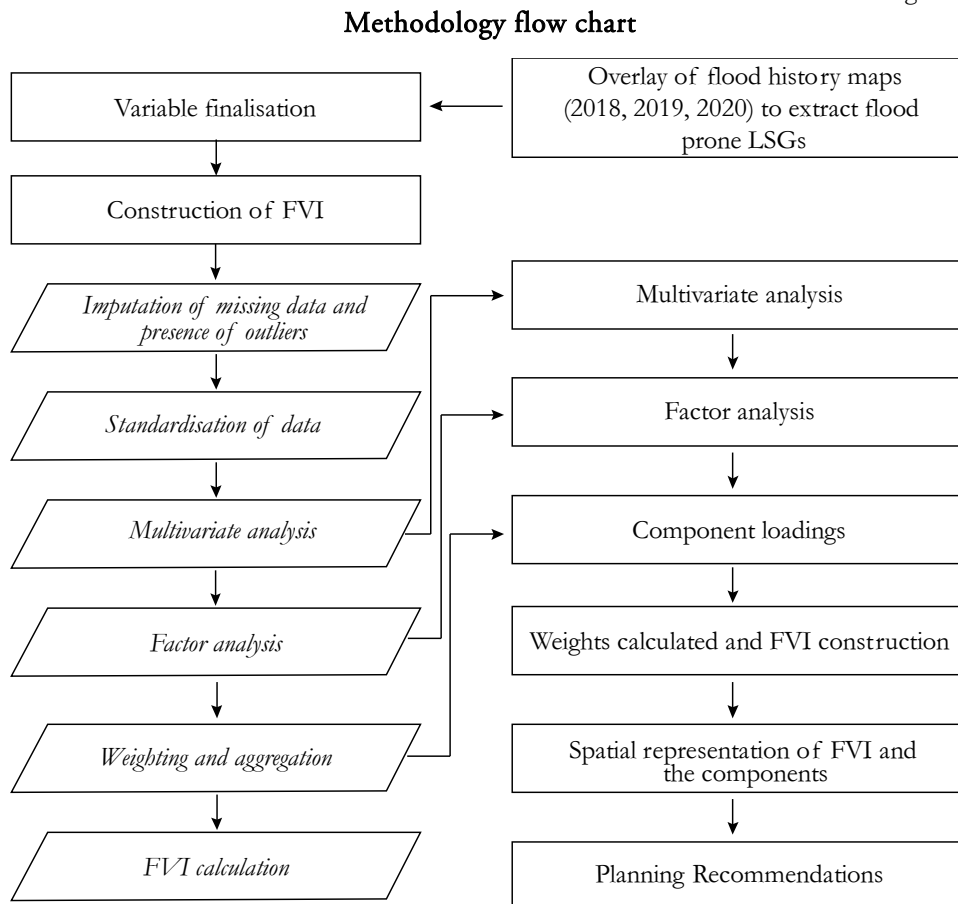 Methodology flow chart
Variable finalisation
Overlay of flood history maps
(2018, 2019, 2020) to extract flood
prone LSGs
Construction of FVI
Imputation of missing data and
presence of outliers
Standardisation of data
Multivariate analysis
Factor analysis
Weighting and aggregation
FVI calculation
Multivariate analysis
Factor analysis
Component loadings
Weights calculated and FVI construction
Spatial representation of FVI and
the components
Planning Recommendations